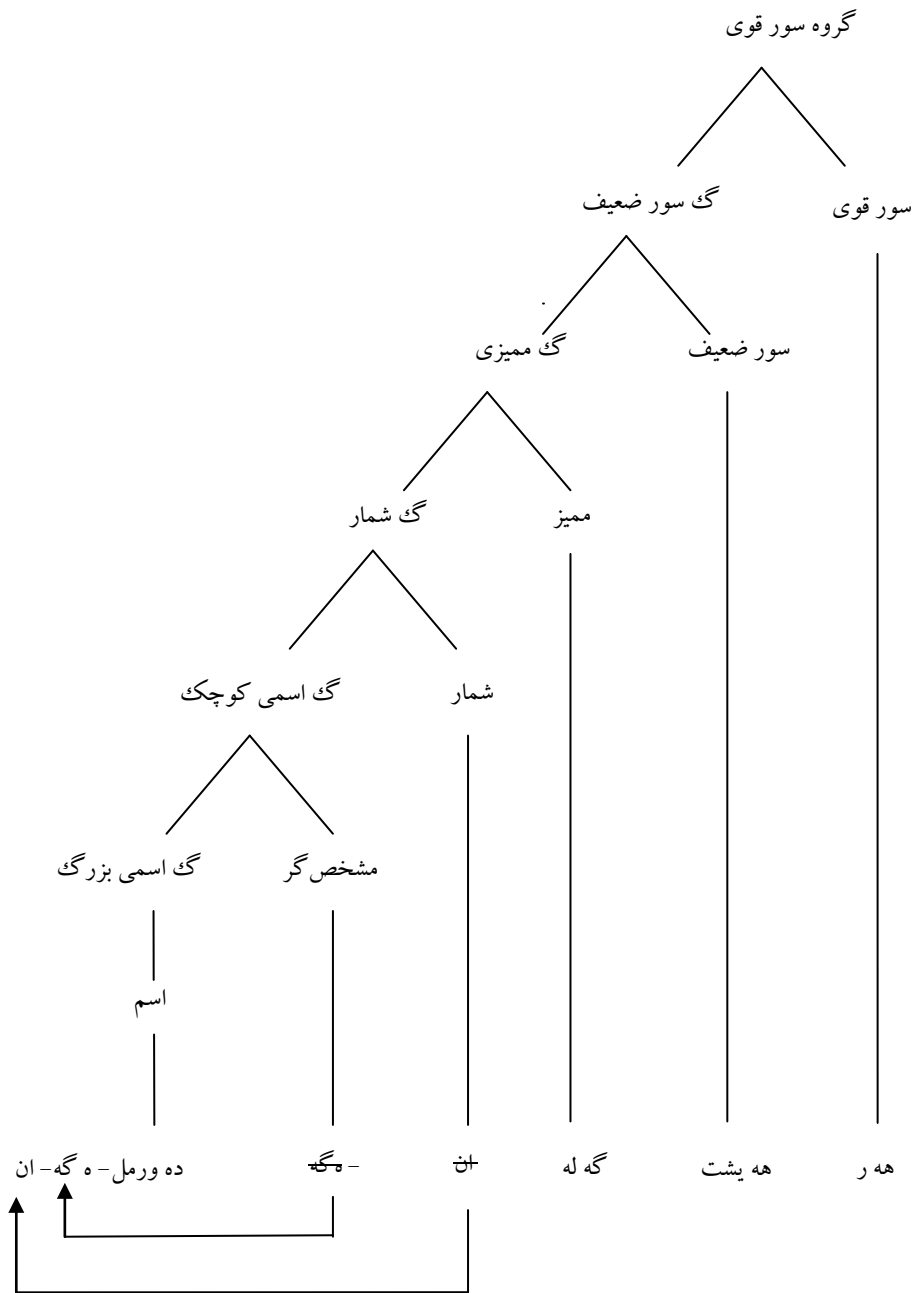 گروه سور قوی
سور قوی
گ سور ضعیف
سور ضعیف
گ ممیزی
ممیز
گ شمار
شمار
گ اسمی کوچک
مشخص‌گر
گ اسمی بزرگ
اسم
هه ر هه یشت گه له ان – ه گه ده ورمل– ه گه– ان